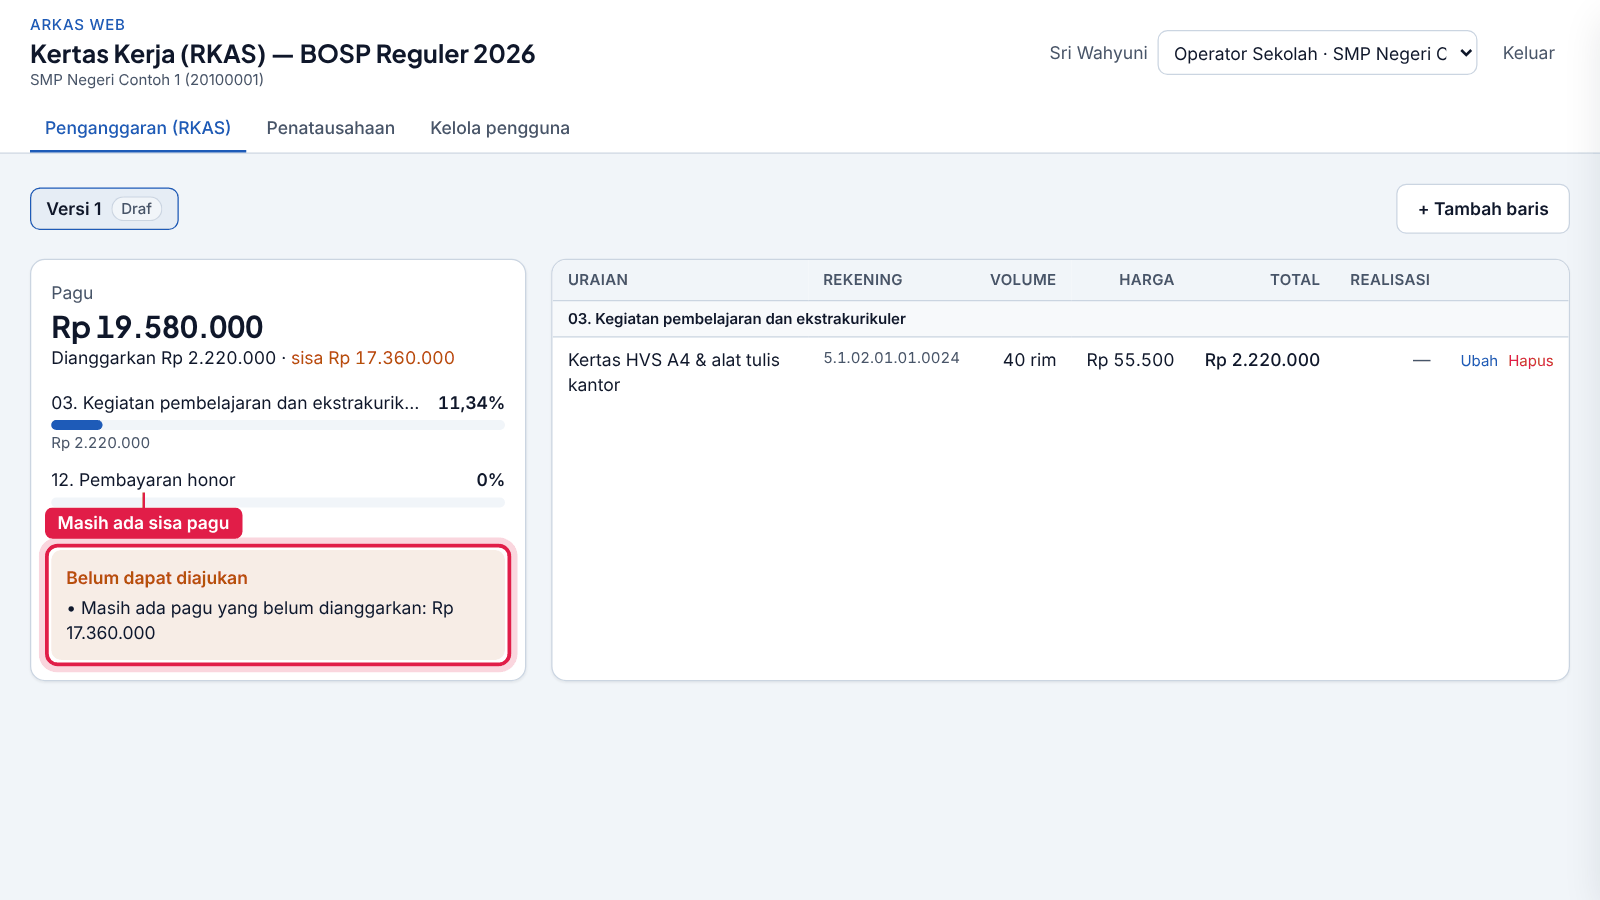 ARKAS WEB
Kertas Kerja (RKAS) — BOSP Reguler 2026
SMP Negeri Contoh 1 (20100001)
Sri Wahyuni
Operator Sekolah · SMP Negeri C
Keluar
Penganggaran (RKAS)
Penatausahaan
Kelola pengguna
Versi 1 Draf
+ Tambah baris
Pagu
Rp 19.580.000
Dianggarkan Rp 2.220.000 · sisa Rp 17.360.000
03. Kegiatan pembelajaran dan ekstrakurik... 11,34%
Rp 2.220.000
12. Pembayaran honor 0%
Masih ada sisa pagu
Belum dapat diajukan
• Masih ada pagu yang belum dianggarkan: Rp
17.360.000
URAIAN REKENING VOLUME HARGA TOTAL REALISASI
03. Kegiatan pembelajaran dan ekstrakurikuler
Kertas HVS A4 & alat tulis 5.1.02.01.01.0024 40 rim Rp 55.500 Rp 2.220.000 — Ubah Hapus
kantor